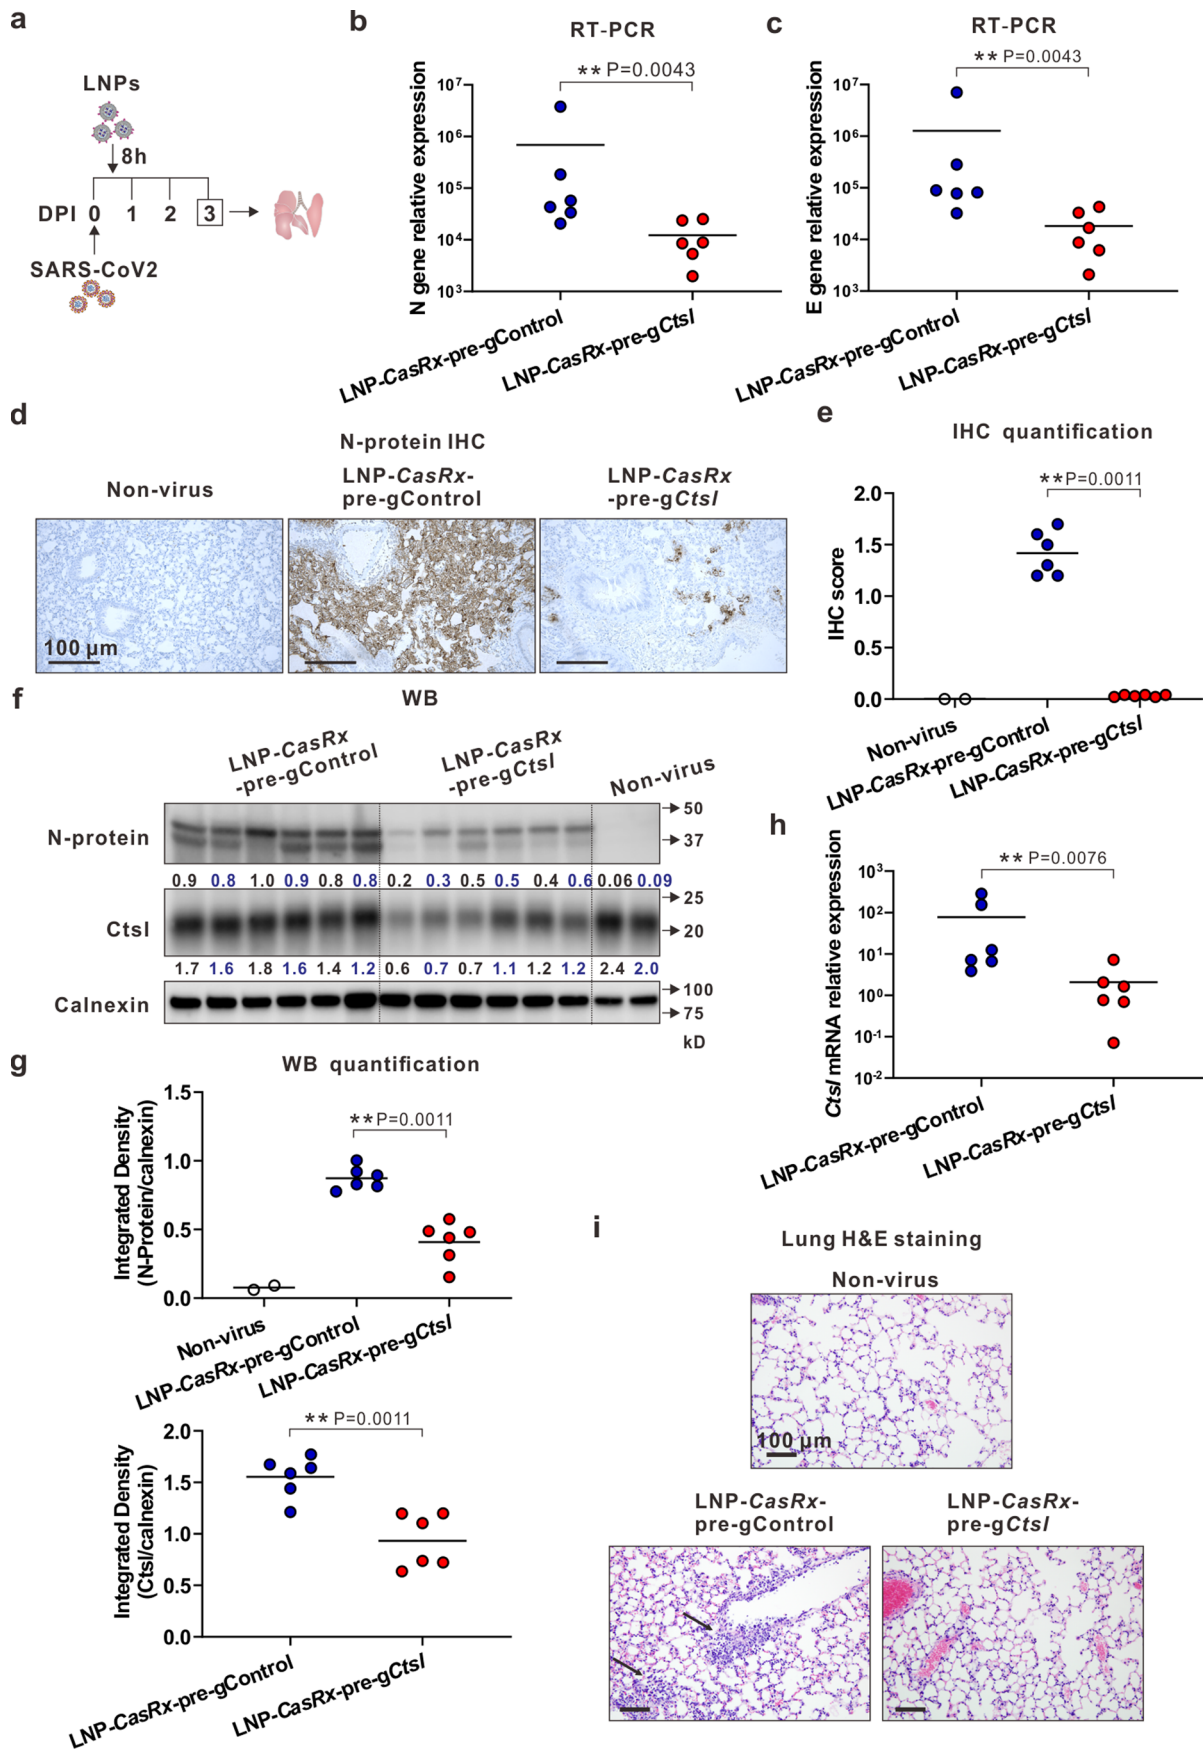 a
LNPs
8h
DPI 0 1 2 3
SARS-CoV2
b
RT-PCR
** P=0.0043
N gene relative expression
10⁷
10⁶
10⁵
10⁴
10³
LNP-CasRx-pre-gControl
LNP-CasRx-pre-gCtsl
c
RT-PCR
** P=0.0043
E gene relative expression
10⁷
10⁶
10⁵
10⁴
10³
LNP-CasRx-pre-gControl
LNP-CasRx-pre-gCtsl
d
N-protein IHC
Non-virus
LNP-CasRx-
pre-gControl
LNP-CasRx
-pre-gCtsl
100 µm
e
IHC quantification
**P=0.0011
IHC score
2.0
1.5
1.0
0.5
0.0
Non-virus
LNP-CasRx-pre-gControl
LNP-CasRx-pre-gCtsl
f
WB
LNP-CasRx
-pre-gControl
LNP-CasRx
-pre-gCtsl
Non-virus
N-protein
50
37
0.9 0.8 1.0 0.9 0.8 0.8 0.2 0.3 0.5 0.5 0.4 0.6 0.06 0.09
Ctsl
25
20
1.7 1.6 1.8 1.6 1.4 1.2 0.6 0.7 0.7 1.1 1.2 1.2 2.4 2.0
Calnexin
100
75
kD
g
WB quantification
**P=0.0011
Integrated Density
(N-Protein/calnexin)
1.5
1.0
0.5
0.0
Non-virus
LNP-CasRx-pre-gControl
LNP-CasRx-pre-gCtsl
** P=0.0011
Integrated Density
(Ctsl/calnexin)
2.0
1.5
1.0
0.5
0.0
LNP-CasRx-pre-gControl
LNP-CasRx-pre-gCtsl
h
** P=0.0076
Ctsl mRNA relative expression
10³
10²
10¹
10⁰
10⁻¹
10⁻²
LNP-CasRx-pre-gControl
LNP-CasRx-pre-gCtsl
i
Lung H&E staining
Non-virus
100 µm
LNP-CasRx-
pre-gControl
LNP-CasRx-
pre-gCtsl